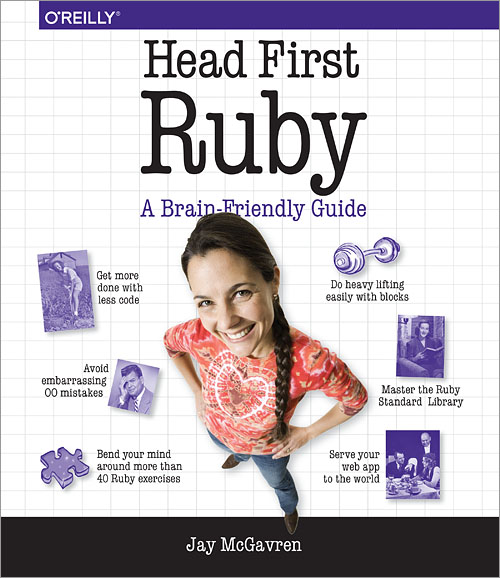 O'REILLY®
Head First
Ruby
A Brain-Friendly Guide
Get more
done with
less code
Do heavy lifting
easily with blocks
Avoid
embarrassing
OO mistakes
Master the Ruby
Standard Library
Bend your mind
around more than
40 Ruby exercises
Serve your
web app
to the world
Jay McGavren